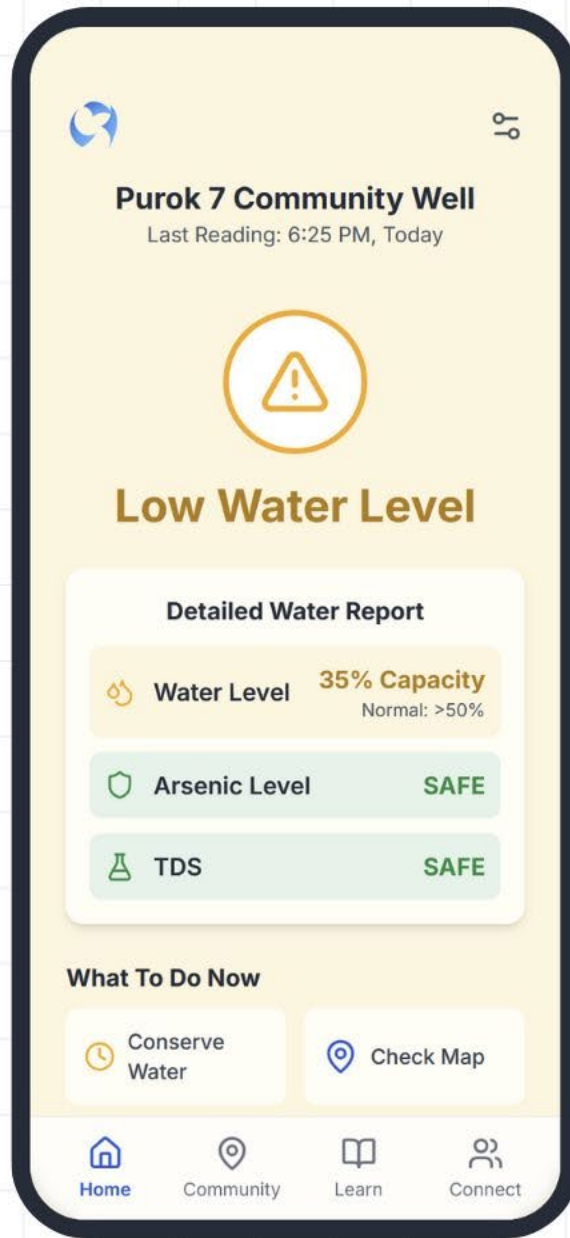 Purok 7 Community Well
Last Reading: 6:25 PM, Today
Low Water Level
Detailed Water Report
Water Level
35% Capacity
Normal: >50%
Arsenic Level
SAFE
TDS
SAFE
What To Do Now
Conserve
Water
Check Map
Home
Community
Learn
Connect